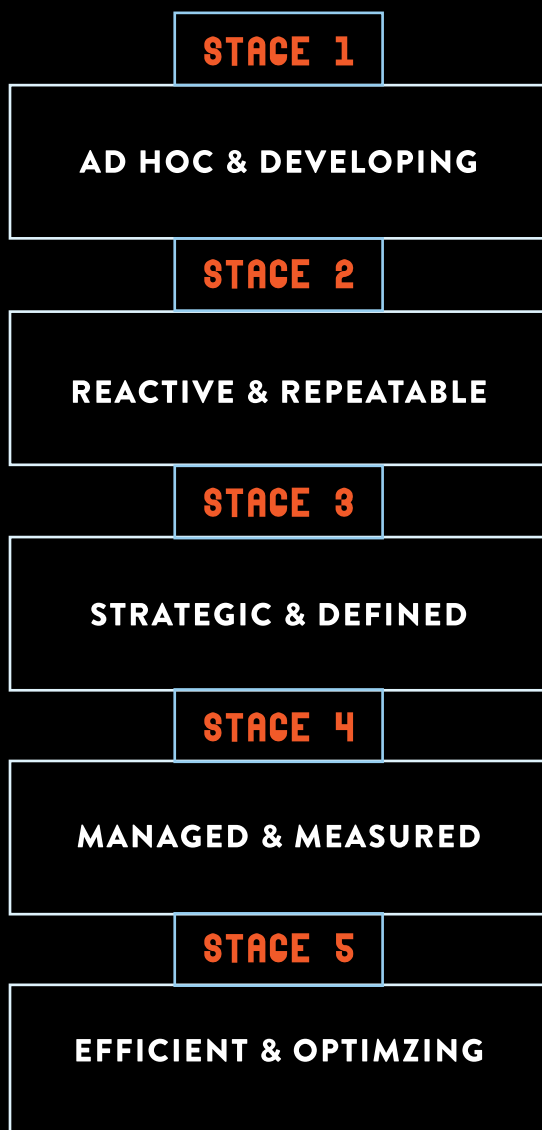 STAGE 1
AD HOC & DEVELOPING
STAGE 2
REACTIVE & REPEATABLE
STAGE 3
STRATEGIC & DEFINED
STAGE 4
MANAGED & MEASURED
STAGE 5
EFFICIENT & OPTIMZING